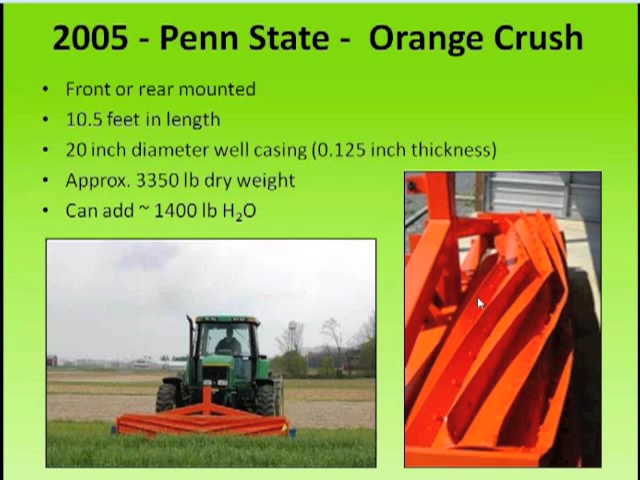 2005 - Penn State - Orange Crush
• Front or rear mounted
• 10.5 feet in length
• 20 inch diameter well casing (0.125 inch thickness)
• Approx. 3350 lb dry weight
• Can add ~ 1400 lb H₂O